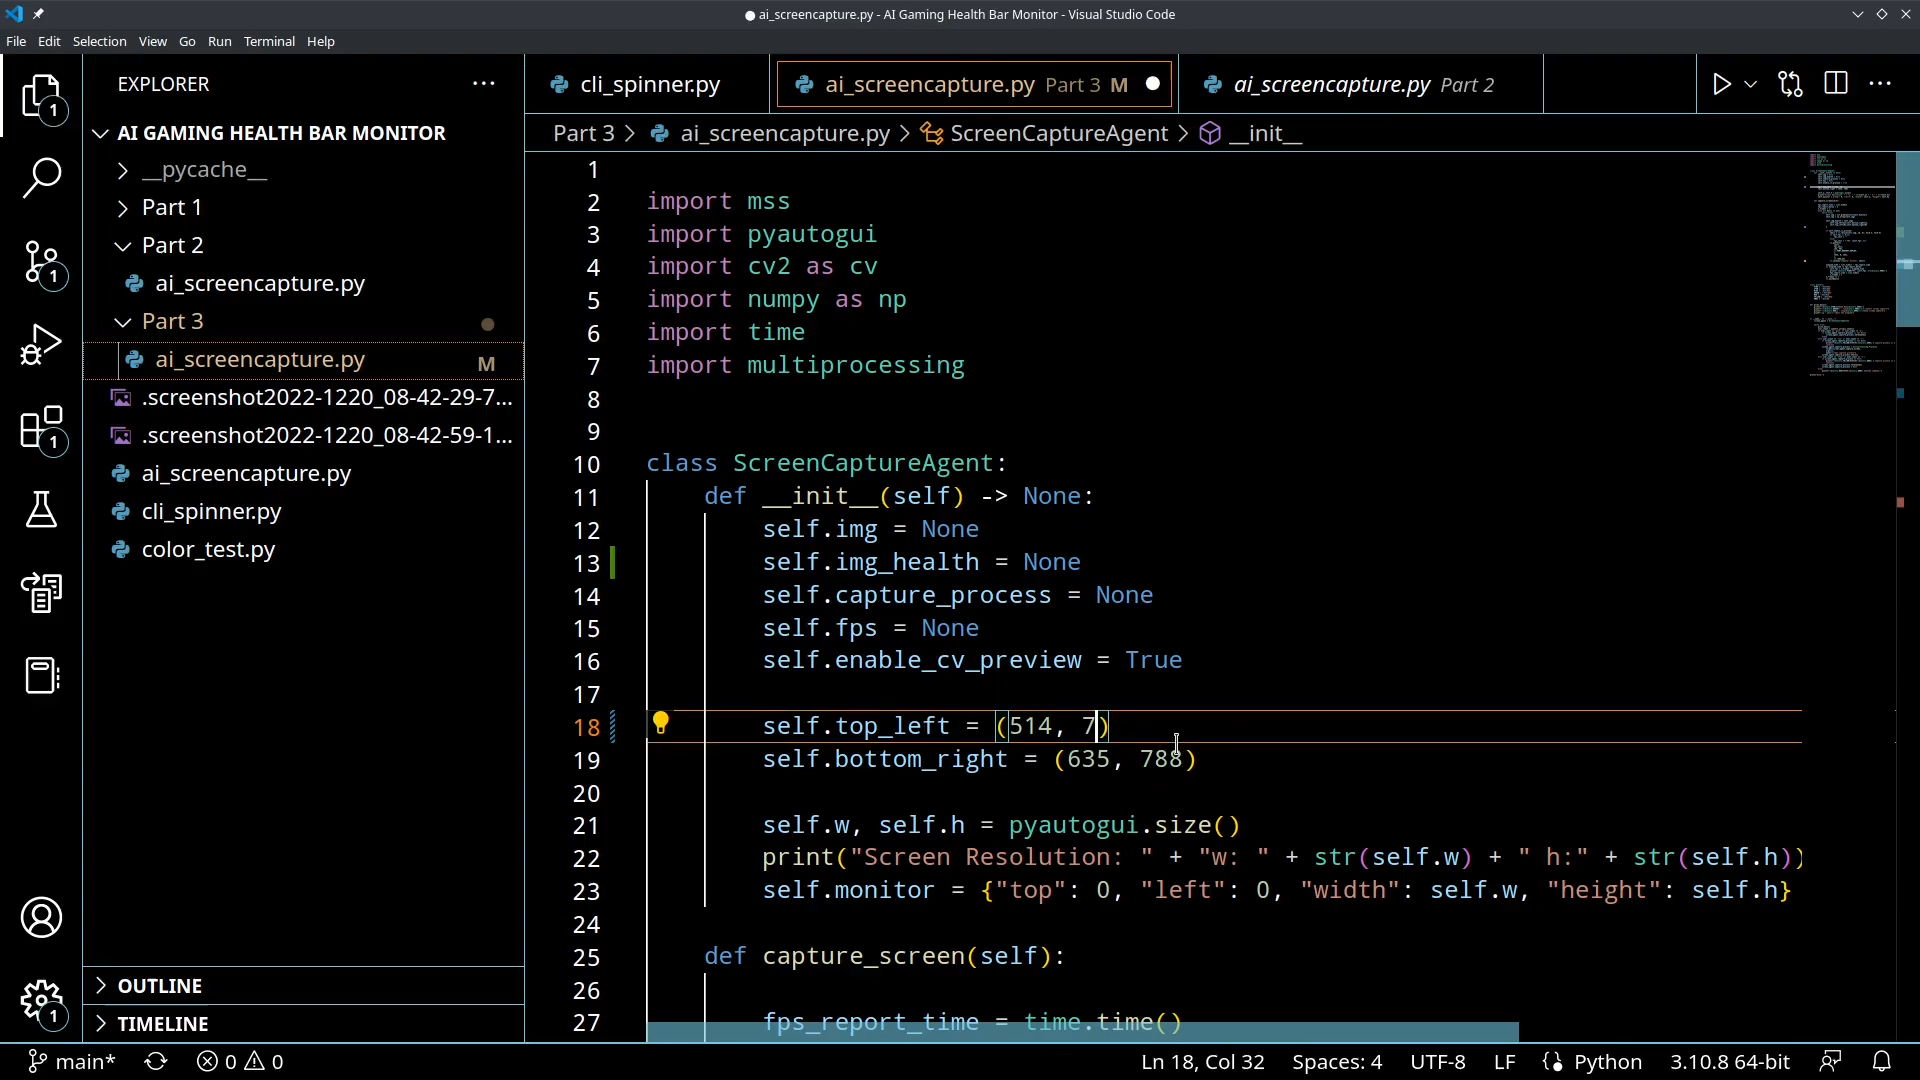 ai_screencapture.py - AI Gaming Health Bar Monitor - Visual Studio Code
File Edit Selection View Go Run Terminal Help
EXPLORER
cli_spinner.py
ai_screencapture.py Part 3 M
ai_screencapture.py Part 2
Part 3 > ai_screencapture.py > ScreenCaptureAgent > __init__
AI GAMING HEALTH BAR MONITOR
__pycache__
Part 1
Part 2
ai_screencapture.py
Part 3
ai_screencapture.py M
.screenshot2022-1220_08-42-29-7...
.screenshot2022-1220_08-42-59-1...
ai_screencapture.py
cli_spinner.py
color_test.py
OUTLINE
TIMELINE
1
1
1
1
1
2 import mss
3 import pyautogui
4 import cv2 as cv
5 import numpy as np
6 import time
7 import multiprocessing
8
9
10 class ScreenCaptureAgent:
11 def __init__(self) -> None:
12 self.img = None
13 self.img_health = None
14 self.capture_process = None
15 self.fps = None
16 self.enable_cv_preview = True
17
18 self.top_left = (514, 7)
19 self.bottom_right = (635, 788)
20
21 self.w, self.h = pyautogui.size()
22 print("Screen Resolution: " + "w: " + str(self.w) + " h:" + str(self.h))
23 self.monitor = {"top": 0, "left": 0, "width": self.w, "height": self.h}
24
25 def capture_screen(self):
26
27 fps_report_time = time.time()
main* 0 0 Ln 18, Col 32 Spaces: 4 UTF-8 LF Python 3.10.8 64-bit